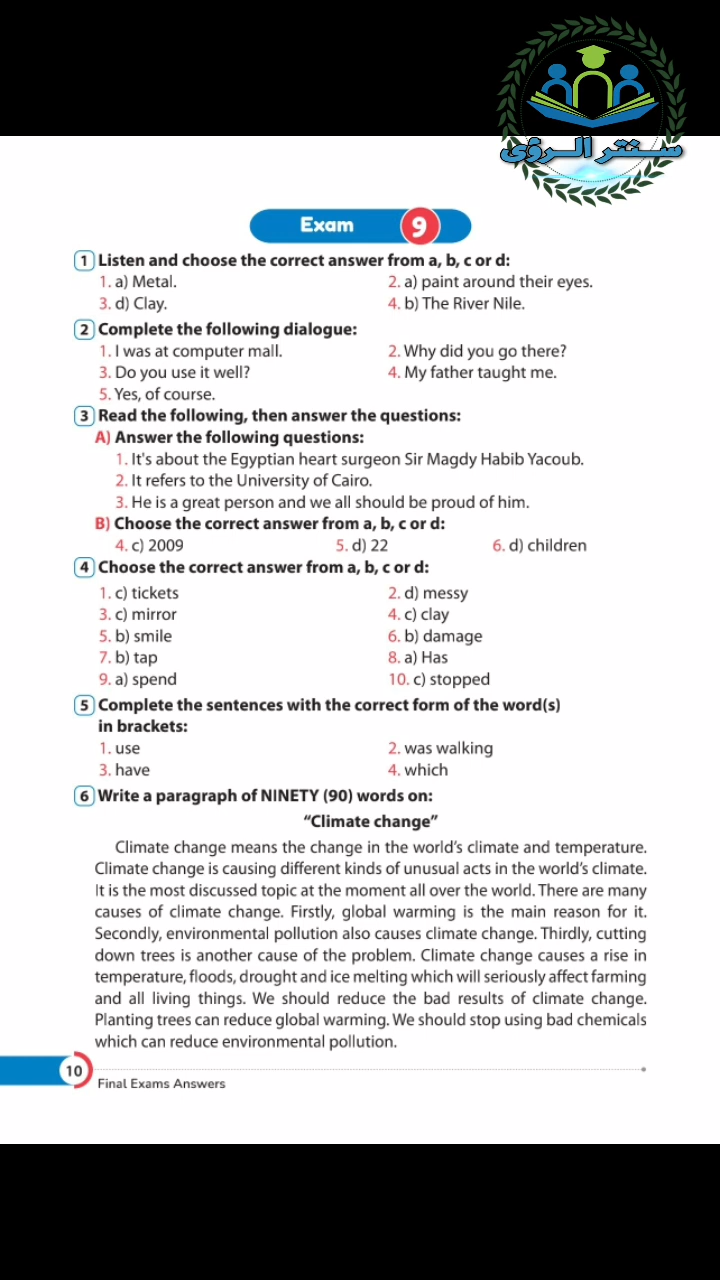 سنتر الرؤى
Exam 9
1 Listen and choose the correct answer from a, b, c or d:
1. a) Metal. 2. a) paint around their eyes.
3. d) Clay. 4. b) The River Nile.
2 Complete the following dialogue:
1. I was at computer mall. 2. Why did you go there?
3. Do you use it well? 4. My father taught me.
5. Yes, of course.
3 Read the following, then answer the questions:
A) Answer the following questions:
1. It's about the Egyptian heart surgeon Sir Magdy Habib Yacoub.
2. It refers to the University of Cairo.
3. He is a great person and we all should be proud of him.
B) Choose the correct answer from a, b, c or d:
4. c) 2009 5. d) 22 6. d) children
4 Choose the correct answer from a, b, c or d:
1. c) tickets 2. d) messy
3. c) mirror 4. c) clay
5. b) smile 6. b) damage
7. b) tap 8. a) Has
9. a) spend 10. c) stopped
5 Complete the sentences with the correct form of the word(s)
in brackets:
1. use 2. was walking
3. have 4. which
6 Write a paragraph of NINETY (90) words on:
“Climate change”
Climate change means the change in the world’s climate and temperature.
Climate change is causing different kinds of unusual acts in the world’s climate.
It is the most discussed topic at the moment all over the world. There are many
causes of climate change. Firstly, global warming is the main reason for it.
Secondly, environmental pollution also causes climate change. Thirdly, cutting
down trees is another cause of the problem. Climate change causes a rise in
temperature, floods, drought and ice melting which will seriously affect farming
and all living things. We should reduce the bad results of climate change.
Planting trees can reduce global warming. We should stop using bad chemicals
which can reduce environmental pollution.
10
Final Exams Answers